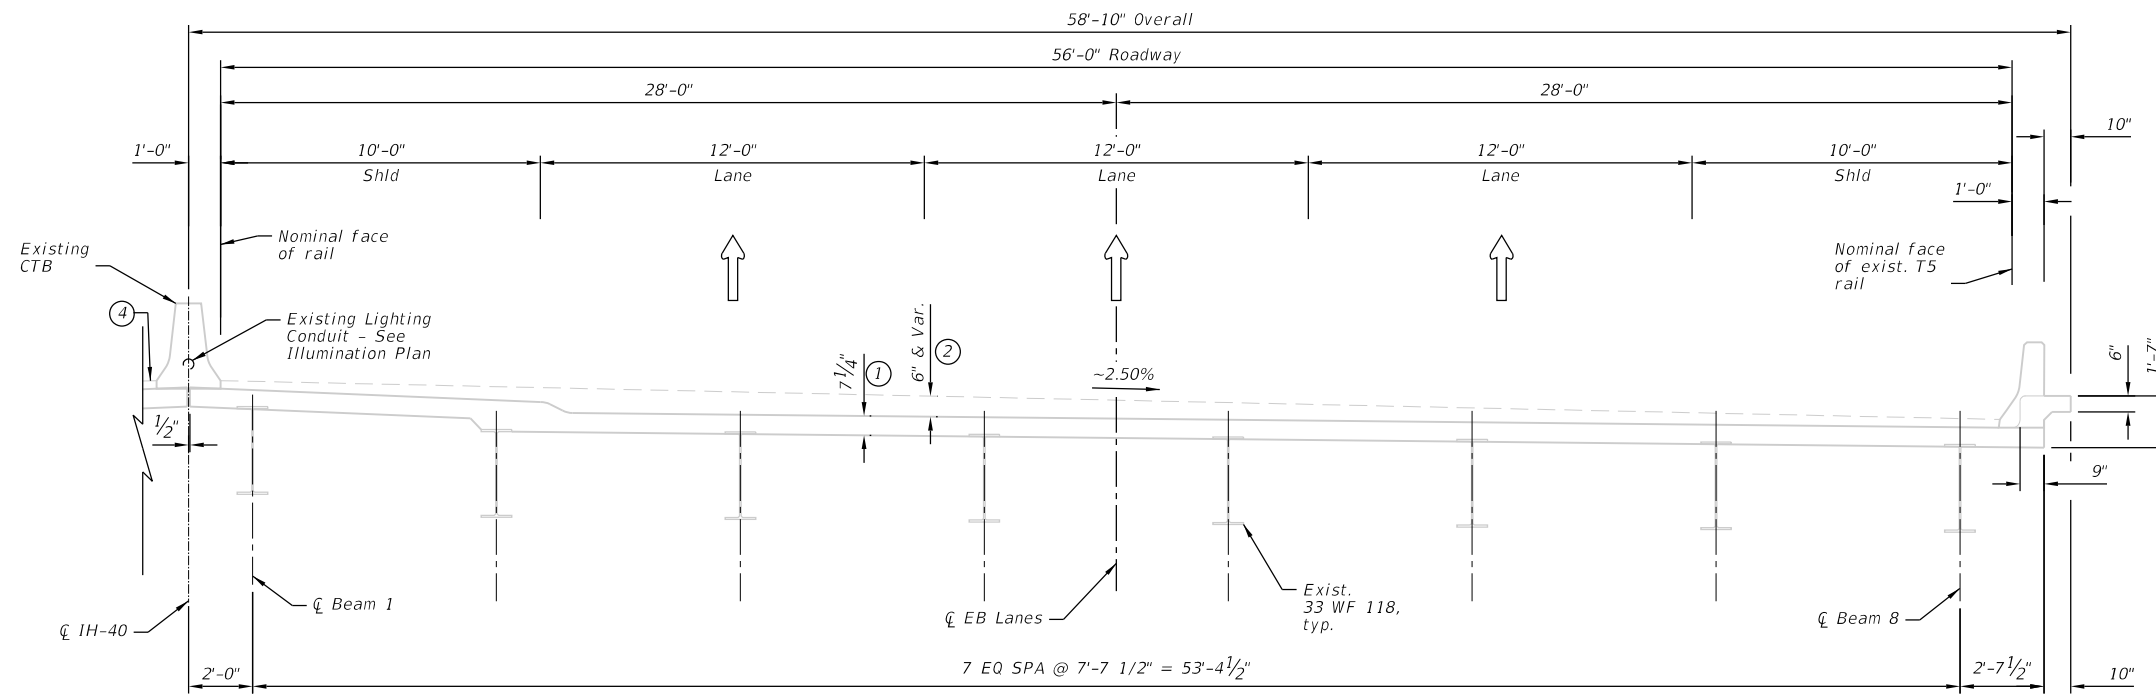 58'-10" Overall
56'-0" Roadway
28'-0"
28'-0"
10"
1'-0"
10'-0"
12'-0"
12'-0"
12'-0"
10'-0"
Shld
Lane
Lane
Lane
Shld
1'-0"
Nominal face
of rail
Existing
CTB
Nominal face
of exist. T5
rail
4
Existing Lighting
Conduit - See
Illumination Plan
7 1/4"
1
6" & Var.
2
~2.50%
6"
1'-7"
1/2"
9"
℄ Beam 1
℄ IH-40
℄ EB Lanes
Exist.
33 WF 118,
typ.
℄ Beam 8
2'-0"
7 EQ SPA @ 7'-7 1/2" = 53'-4 1/2"
2'-7 1/2"
10"